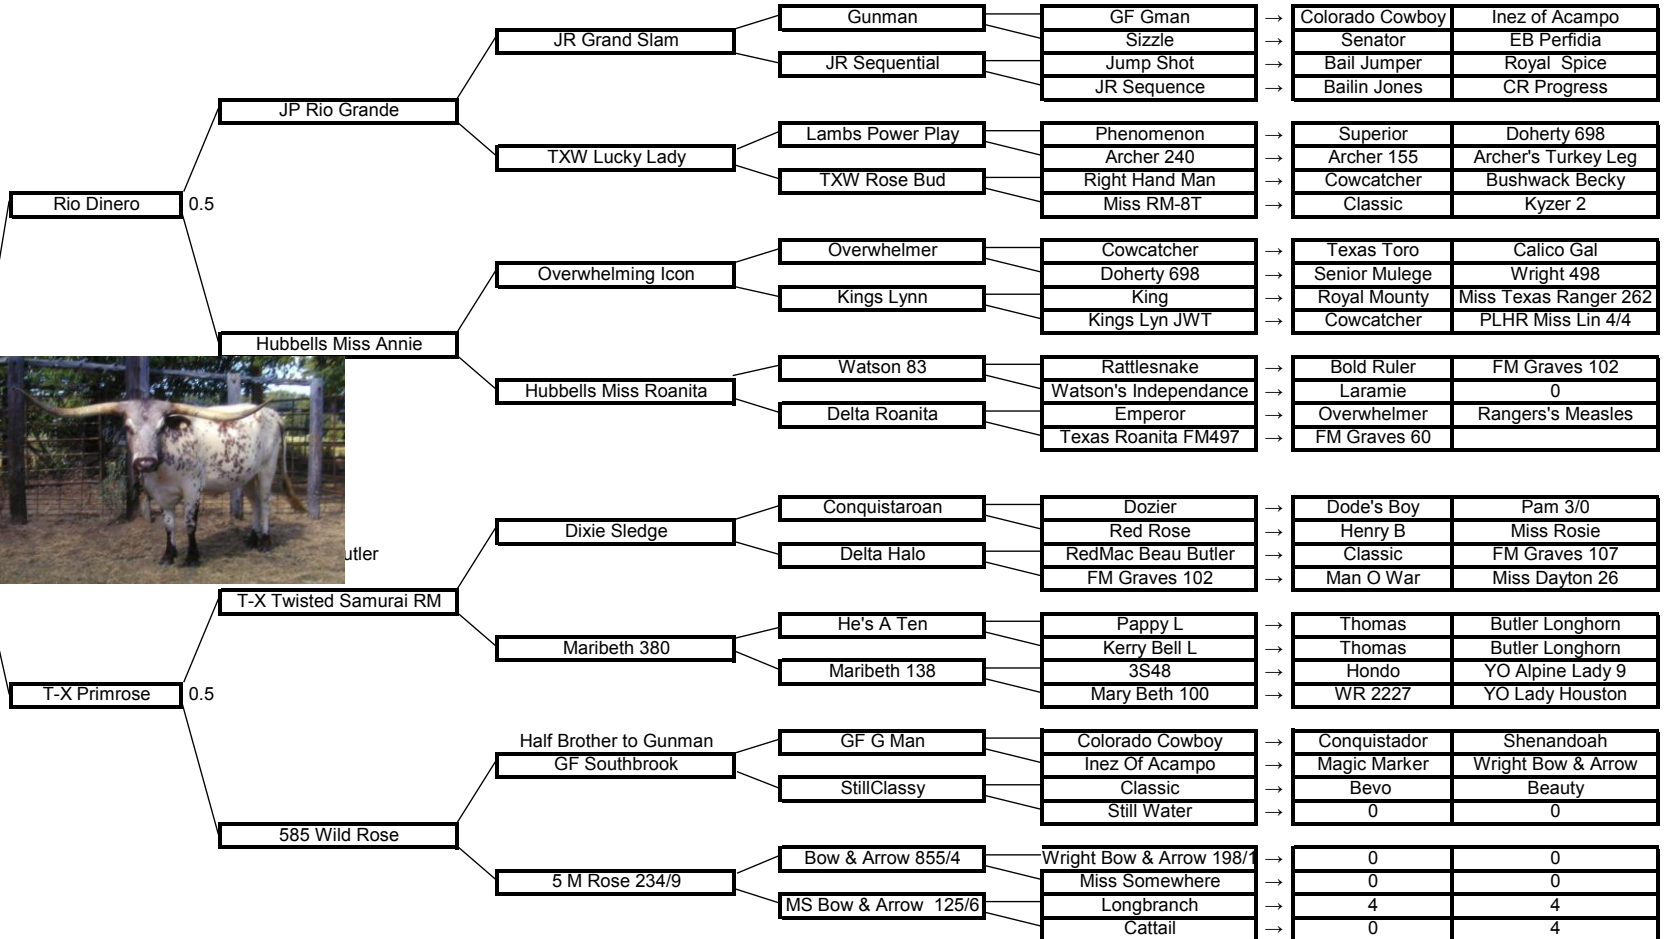 Gunman GF Gman → Colorado Cowboy Inez of Acampo
JR Grand Slam Sizzle → Senator EB Perfidia
JR Sequential Jump Shot → Bail Jumper Royal Spice
JR Sequence → Bailin Jones CR Progress
JP Rio Grande
Lambs Power Play Phenomenon → Superior Doherty 698
TXW Lucky Lady Archer 240 → Archer 155 Archer's Turkey Leg
TXW Rose Bud Right Hand Man → Cowcatcher Bushwack Becky
Rio Dinero 0.5 Miss RM-8T → Classic Kyzer 2
Overwhelmer Cowcatcher → Texas Toro Calico Gal
Overwhelming Icon Doherty 698 → Senior Mulege Wright 498
Kings Lynn King → Royal Mounty Miss Texas Ranger 262
Kings Lyn JWT → Cowcatcher PLHR Miss Lin 4/4
Hubbells Miss Annie
Watson 83 Rattlesnake → Bold Ruler FM Graves 102
Hubbells Miss Roanita Watson's Independance → Laramie 0
Delta Roanita Emperor → Overwhelmer Rangers's Measles
Texas Roanita FM497 → FM Graves 60
Conquistaroan Dozier → Dode's Boy Pam 3/0
Dixie Sledge Red Rose → Henry B Miss Rosie
utler Delta Halo RedMac Beau Butler → Classic FM Graves 107
FM Graves 102 → Man O War Miss Dayton 26
T-X Twisted Samurai RM
He's A Ten Pappy L → Thomas Butler Longhorn
Maribeth 380 Kerry Bell L → Thomas Butler Longhorn
Maribeth 138 3S48 → Hondo YO Alpine Lady 9
T-X Primrose 0.5 Mary Beth 100 → WR 2227 YO Lady Houston
Half Brother to Gunman GF G Man Colorado Cowboy → Conquistador Shenandoah
GF Southbrook Inez Of Acampo → Magic Marker Wright Bow & Arrow
StillClassy Classic → Bevo Beauty
Still Water → 0 0
585 Wild Rose
Bow & Arrow 855/4 Wright Bow & Arrow 198/1 → 0 0
5 M Rose 234/9 Miss Somewhere → 0 0
MS Bow & Arrow 125/6 Longbranch → 4 4
Cattail → 0 4